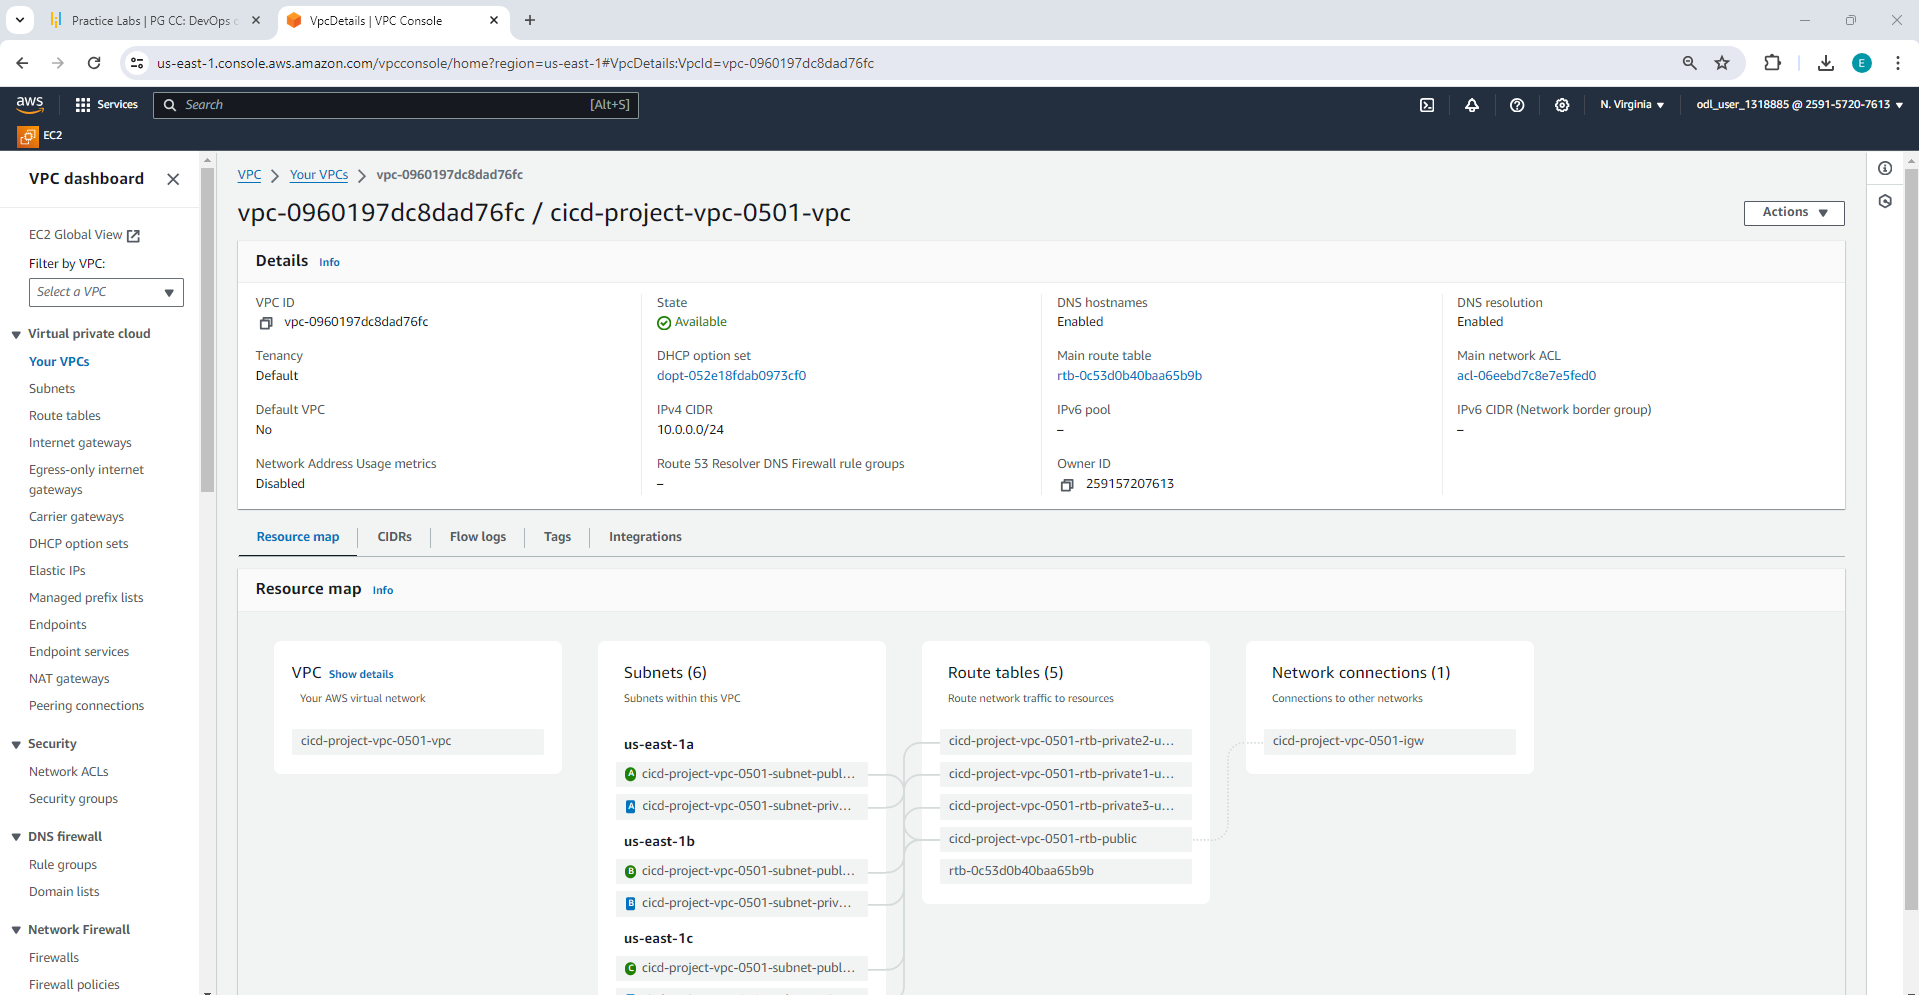 Practice Labs | PG CC: DevOps c
VpcDetails | VPC Console
us-east-1.console.aws.amazon.com/vpcconsole/home?region=us-east-1#VpcDetails:VpcId=vpc-0960197dc8dad76fc
E
aws
Services
Search
[Alt+S]
N. Virginia
odl_user_1318885 @ 2591-5720-7613
EC2
VPC dashboard
EC2 Global View
Filter by VPC:
Select a VPC
Virtual private cloud
Your VPCs
Subnets
Route tables
Internet gateways
Egress-only internet
gateways
Carrier gateways
DHCP option sets
Elastic IPs
Managed prefix lists
Endpoints
Endpoint services
NAT gateways
Peering connections
Security
Network ACLs
Security groups
DNS firewall
Rule groups
Domain lists
Network Firewall
Firewalls
Firewall policies
VPC
Your VPCs
vpc-0960197dc8dad76fc
vpc-0960197dc8dad76fc / cicd-project-vpc-0501-vpc
Actions
Details Info
VPC ID
vpc-0960197dc8dad76fc
State
Available
DNS hostnames
Enabled
DNS resolution
Enabled
Tenancy
Default
DHCP option set
dopt-052e18fdab0973cf0
Main route table
rtb-0c53d0b40baa65b9b
Main network ACL
acl-06eebd7c8e7e5fed0
Default VPC
No
IPv4 CIDR
10.0.0.0/24
IPv6 pool
–
IPv6 CIDR (Network border group)
–
Network Address Usage metrics
Disabled
Route 53 Resolver DNS Firewall rule groups
–
Owner ID
259157207613
Resource map
CIDRs
Flow logs
Tags
Integrations
Resource map Info
VPC Show details
Your AWS virtual network
cicd-project-vpc-0501-vpc
Subnets (6)
Subnets within this VPC
us-east-1a
A cicd-project-vpc-0501-subnet-publ...
A cicd-project-vpc-0501-subnet-priv...
us-east-1b
B cicd-project-vpc-0501-subnet-publ...
B cicd-project-vpc-0501-subnet-priv...
us-east-1c
C cicd-project-vpc-0501-subnet-publ...
Route tables (5)
Route network traffic to resources
cicd-project-vpc-0501-rtb-private2-u...
cicd-project-vpc-0501-rtb-private1-u...
cicd-project-vpc-0501-rtb-private3-u...
cicd-project-vpc-0501-rtb-public
rtb-0c53d0b40baa65b9b
Network connections (1)
Connections to other networks
cicd-project-vpc-0501-igw